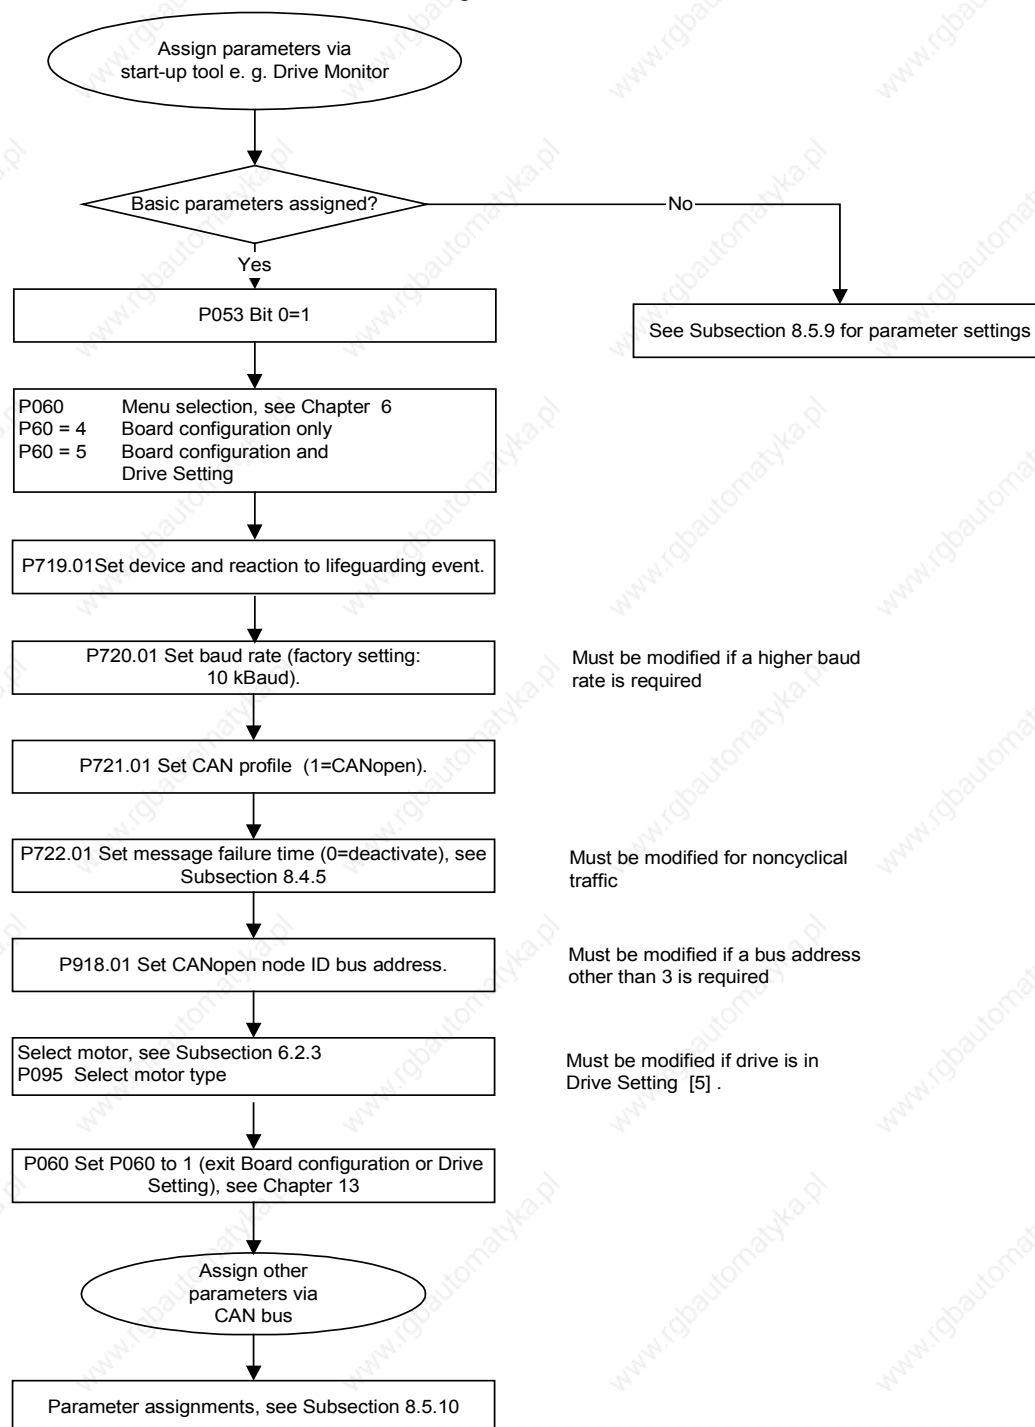 Assign parameters via
start-up tool e. g. Drive Monitor
Basic parameters assigned?
No
Yes
P053 Bit 0=1
See Subsection 8.5.9 for parameter settings
P060 Menu selection, see Chapter 6
P60 = 4 Board configuration only
P60 = 5 Board configuration and
Drive Setting
P719.01Set device and reaction to lifeguarding event.
P720.01 Set baud rate (factory setting:
10 kBaud).
Must be modified if a higher baud
rate is required
P721.01 Set CAN profile (1=CANopen).
P722.01 Set message failure time (0=deactivate), see
Subsection 8.4.5
Must be modified for noncyclical
traffic
P918.01 Set CANopen node ID bus address.
Must be modified if a bus address
other than 3 is required
Select motor, see Subsection 6.2.3
P095 Select motor type
Must be modified if drive is in
Drive Setting [5] .
P060 Set P060 to 1 (exit Board configuration or Drive
Setting), see Chapter 13
Assign other
parameters via
CAN bus
Parameter assignments, see Subsection 8.5.10
www.rgbautomatyka.pl